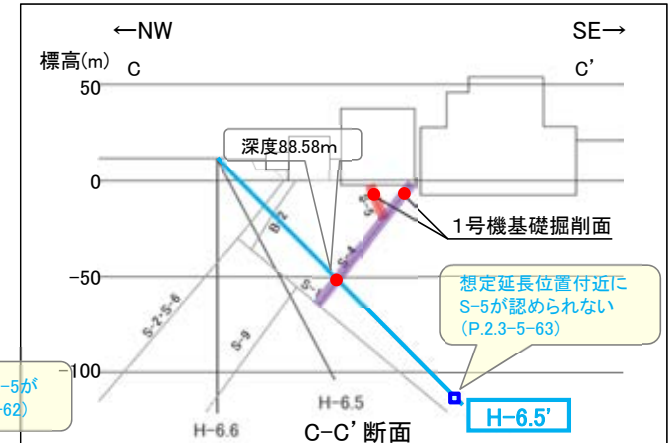 ←NW
SE→
標高(m)
C
C’
50
深度88.58m
0
S-5
B-2
1号機基礎掘削面
S-4
-50
想定延長位置付近に
S-5が認められない
(P.2.3-5-63)
S-2・S-6
S-9
-100
-5が
-62)
H-6.5
H-6.5'
H-6.6
C-C’断面